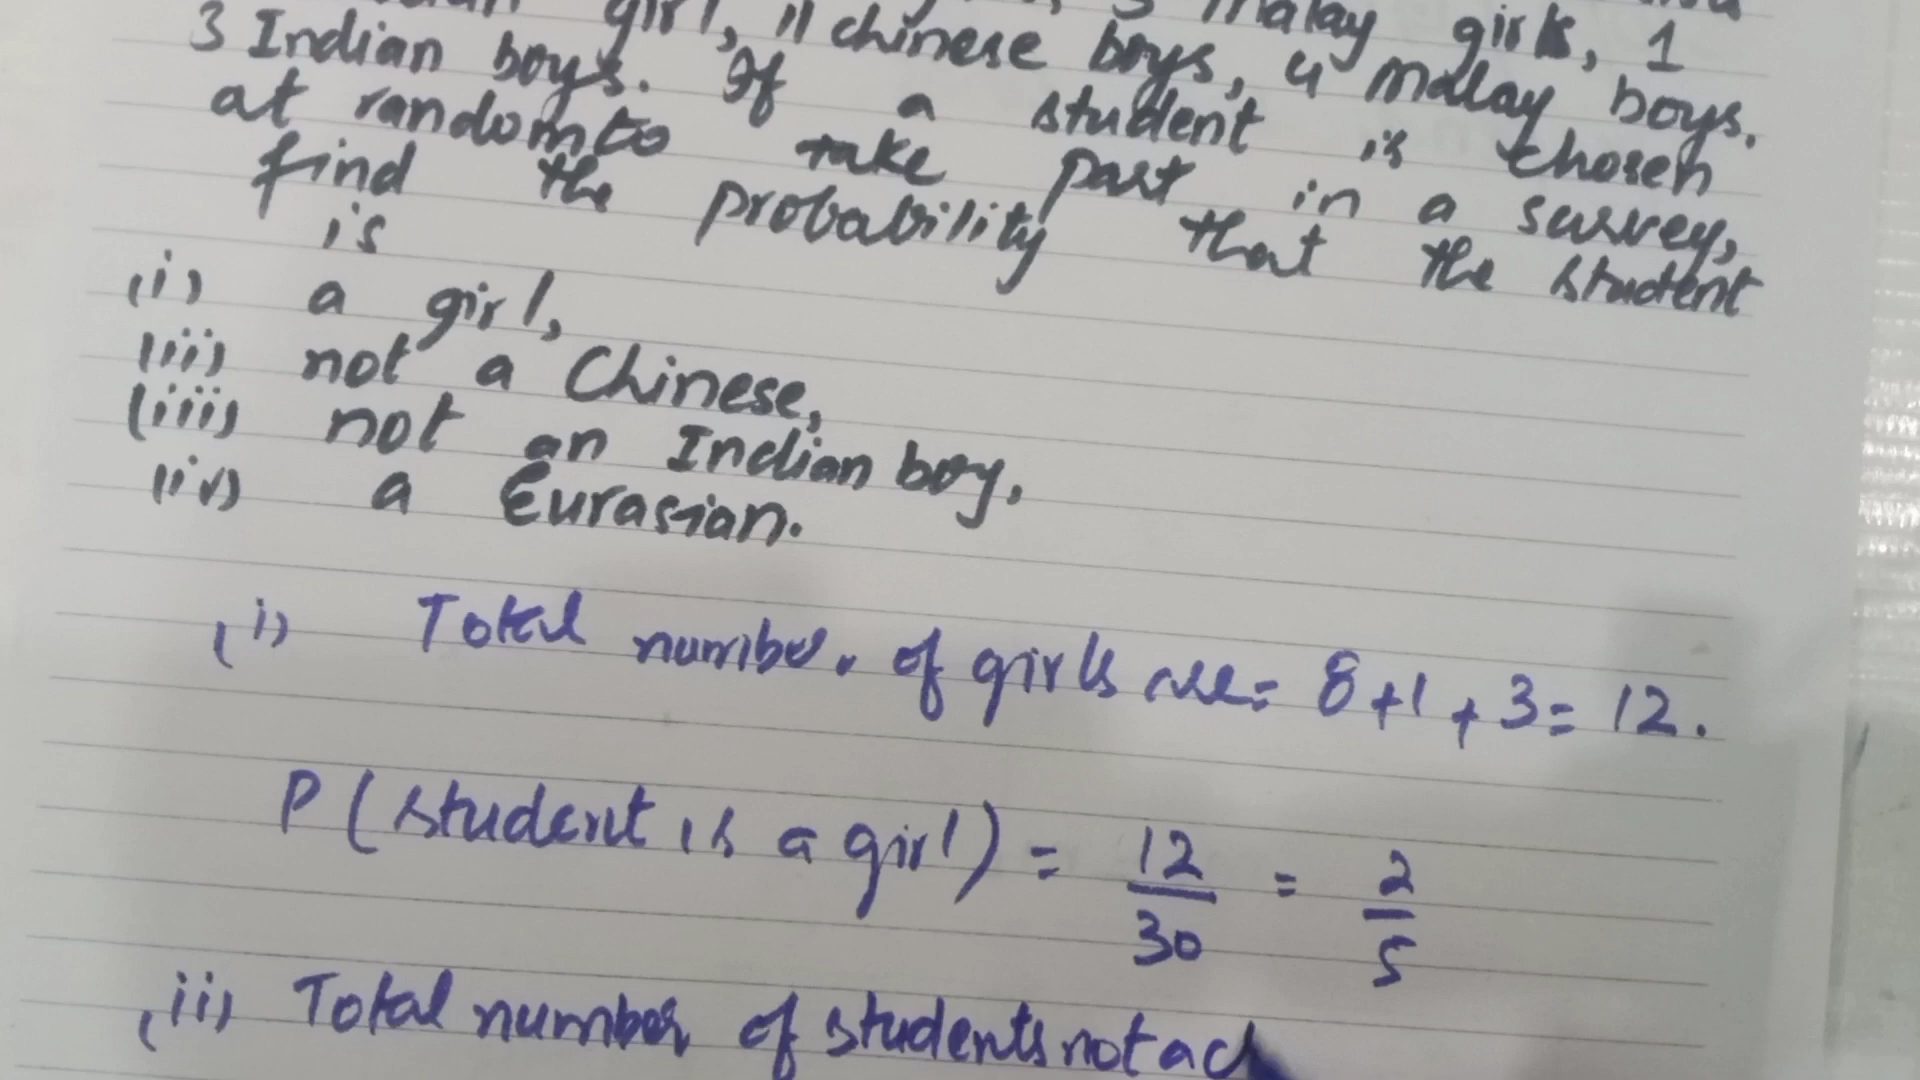 girl, 11 chinese boys, 4 malay boys.
malay girls, 1
3 Indian boys. If a student is chosen
at random to take part in a survey,
find the probability that the student
is
(i) a girl,
(ii) not a Chinese,
(iii) not an Indian boy,
(iv) a Eurasian.
(i) Total number of girls are = 8 + 1 + 3 = 12.
P (student is a girl) = 12/30 = 2/5
(ii) Total number of students not a c